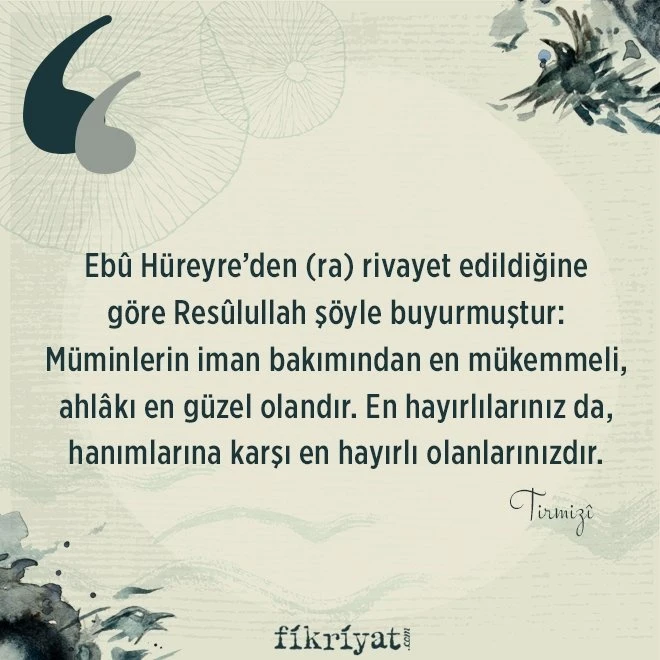 Ebû Hüreyre’den (ra) rivayet edildiğine
göre Resûlullah şöyle buyurmuştur:
Müminlerin iman bakımından en mükemmeli,
ahlâkı en güzel olandır. En hayırlılarınız da,
hanımlarına karşı en hayırlı olanlarınızdır.
Tirmizî
fikriyat.com